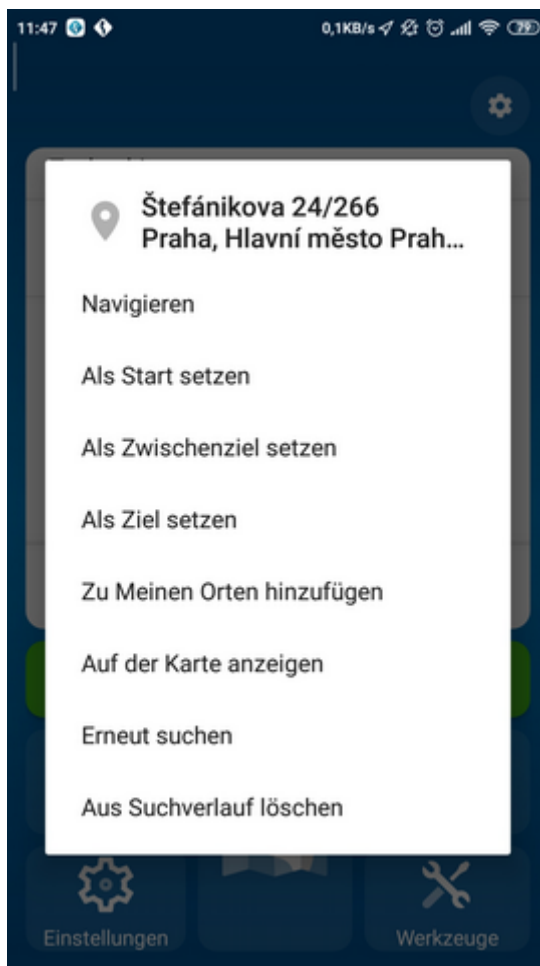 11:47
0,1KB/s
79
Štefánikova 24/266
Praha, Hlavní město Prah...
Navigieren
Als Start setzen
Als Zwischenziel setzen
Als Ziel setzen
Zu Meinen Orten hinzufügen
Auf der Karte anzeigen
Erneut suchen
Aus Suchverlauf löschen
Einstellungen
Werkzeuge